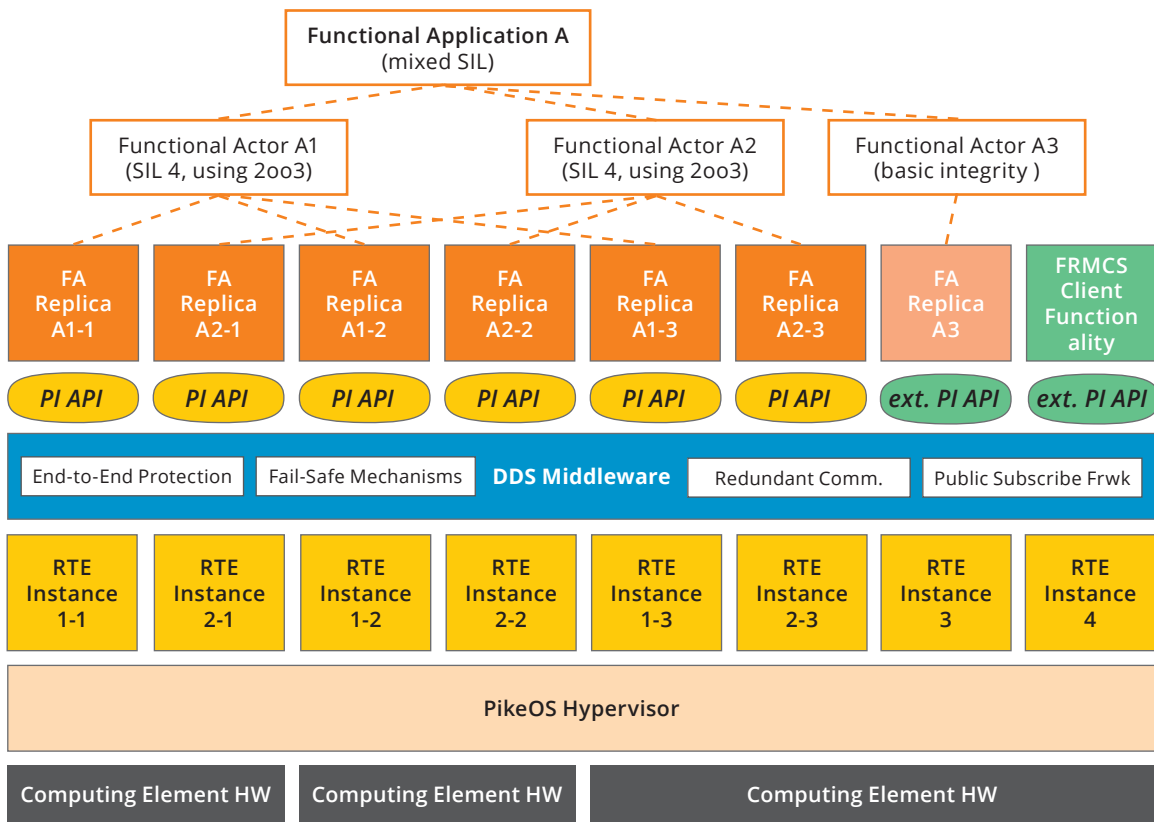 Functional Application A
(mixed SIL)
Functional Actor A1
(SIL 4, using 2oo3)
Functional Actor A2
(SIL 4, using 2oo3)
Functional Actor A3
(basic integrity )
FA
Replica
A1-1
FA
Replica
A2-1
FA
Replica
A1-2
FA
Replica
A2-2
FA
Replica
A1-3
FA
Replica
A2-3
FA
Replica
A3
FRMCS
Client
Function
ality
PI API
PI API
PI API
PI API
PI API
PI API
ext. PI API
ext. PI API
End-to-End Protection
Fail-Safe Mechanisms
DDS Middleware
Redundant Comm.
Public Subscribe Frwk
RTE
Instance
1-1
RTE
Instance
2-1
RTE
Instance
1-2
RTE
Instance
2-2
RTE
Instance
1-3
RTE
Instance
2-3
RTE
Instance
3
RTE
Instance
4
PikeOS Hypervisor
Computing Element HW
Computing Element HW
Computing Element HW